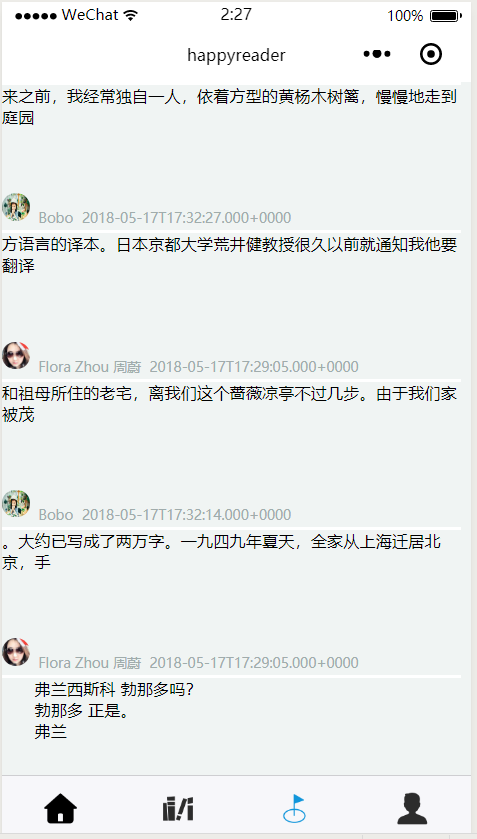 WeChat 2:27 100%
happyreader
来之前，我经常独自一人，依着方型的黄杨木树篱，慢慢地走到
庭园
Bobo 2018-05-17T17:32:27.000+0000
方语言的译本。日本京都大学荒井健教授很久以前就通知我他要
翻译
Flora Zhou 周蔚 2018-05-17T17:29:05.000+0000
和祖母所住的老宅，离我们这个蔷薇凉亭不过几步。由于我们家
被茂
Bobo 2018-05-17T17:32:14.000+0000
。大约已写成了两万字。一九四九年夏天，全家从上海迁居北
京，手
Flora Zhou 周蔚 2018-05-17T17:29:05.000+0000
弗兰西斯科 勃那多吗？
勃那多 正是。
弗兰